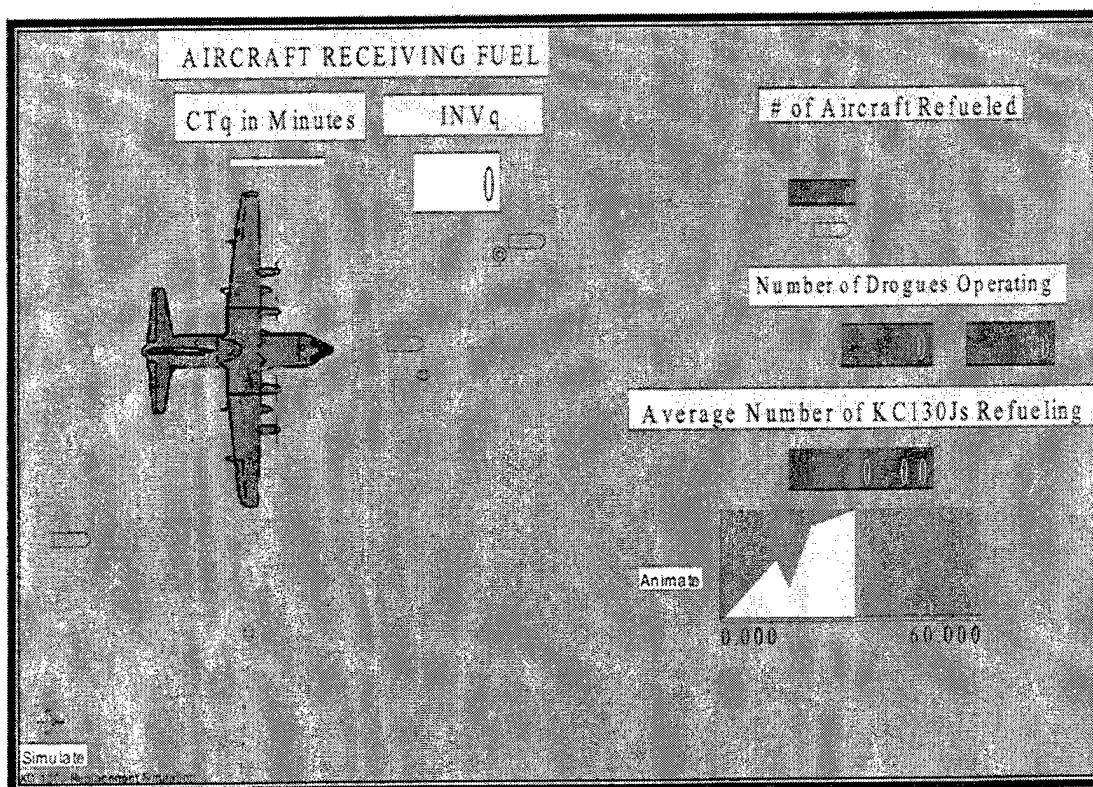 AIRCRAFT RECEIVING FUEL
CTq in Minutes
INVq
0
# of Aircraft Refueled
Number of Drogues Operating
Average Number of KC130Js Refueling
Animate
0.000
60.000
Simulate